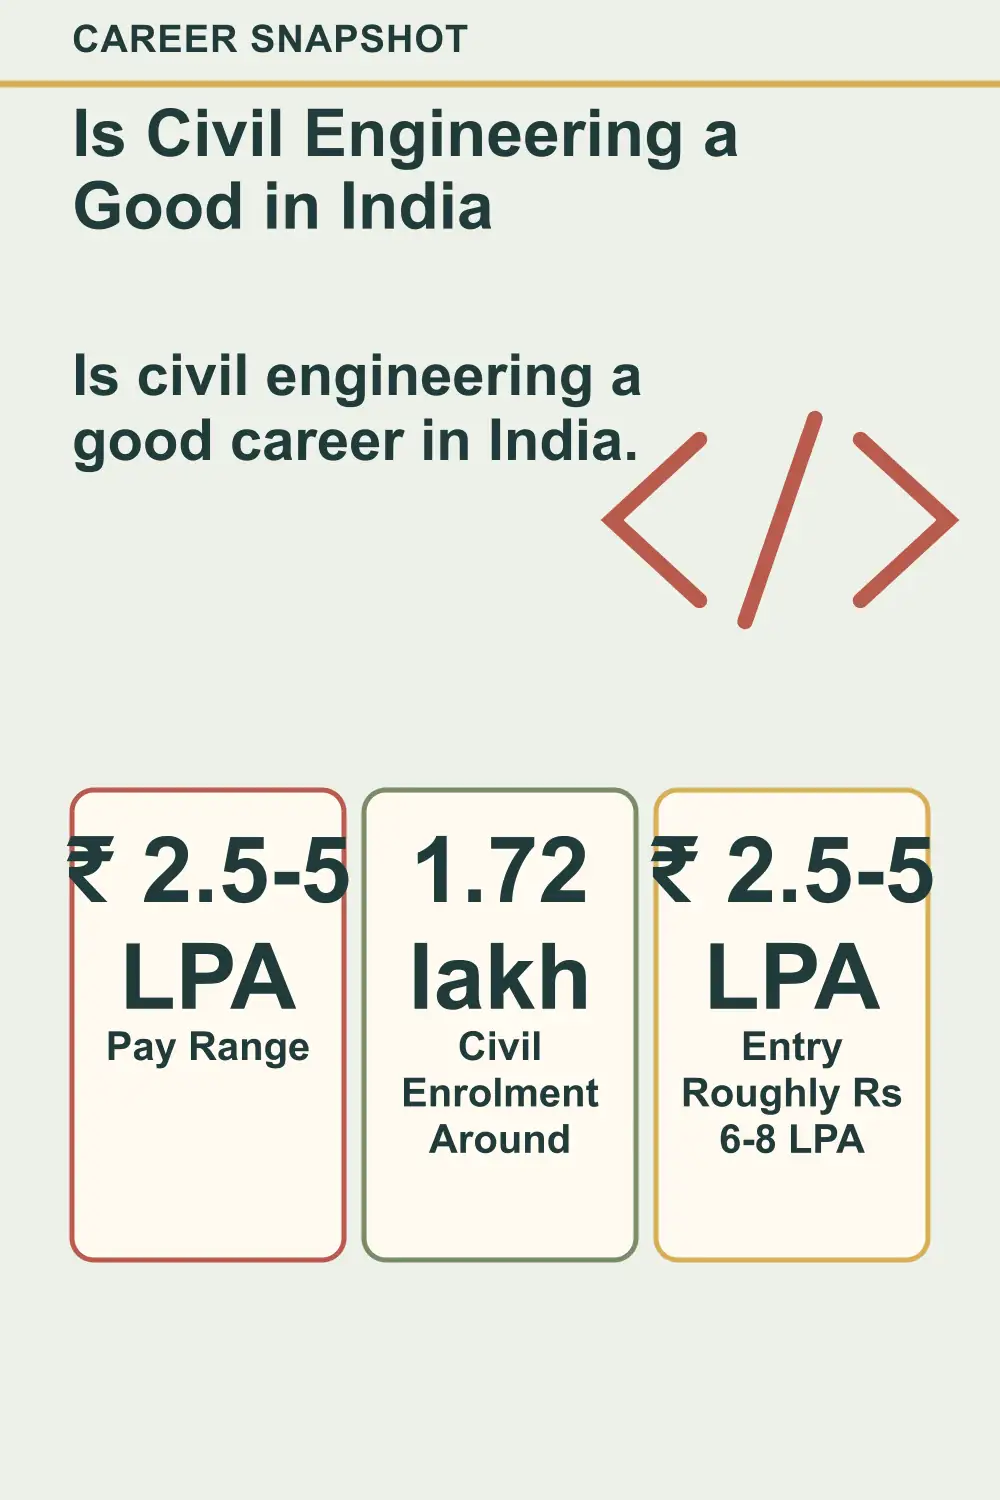 CAREER SNAPSHOT
Is Civil Engineering a
Good in India
Is civil engineering a
good career in India.
₹ 2.5-5
LPA
Pay Range
1.72
lakh
Civil
Enrolment
Around
₹ 2.5-5
LPA
Entry
Roughly Rs
6-8 LPA